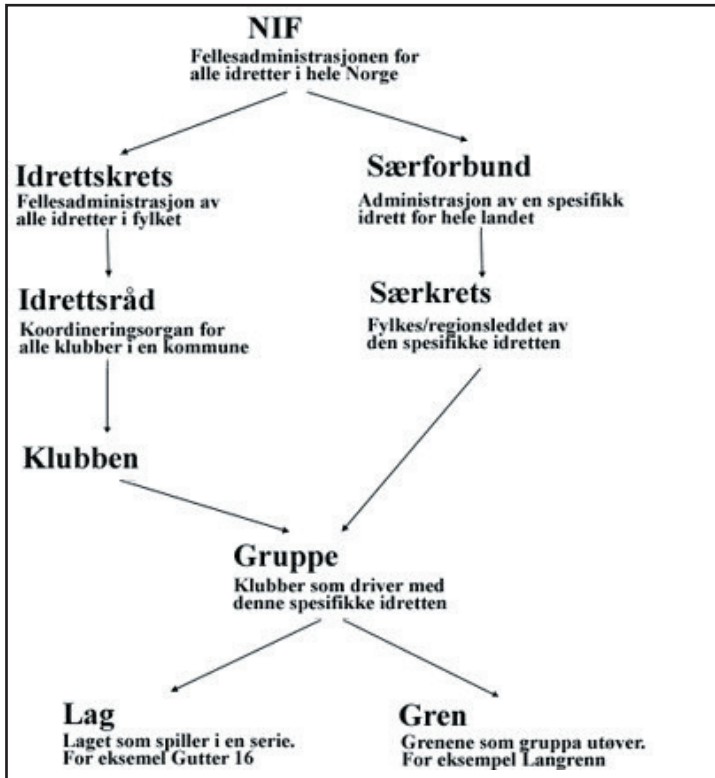 NIF
Fellesadministrasjonen for
alle idretter i hele Norge
Idrettskrets
Fellesadministrasjon av
alle idretter i fylket
Særforbund
Administrasjon av en spesifikk
idrett for hele landet
Idrettsråd
Koordineringsorgan for
alle klubber i en kommune
Særkrets
Fylkes/regionsleddet av
den spesifikke idretten
Klubben
Gruppe
Klubber som driver med
denne spesifikke idretten
Lag
Laget som spiller i en serie.
For eksemel Gutter 16
Gren
Grenene som gruppa utøver.
For eksempel Langrenn